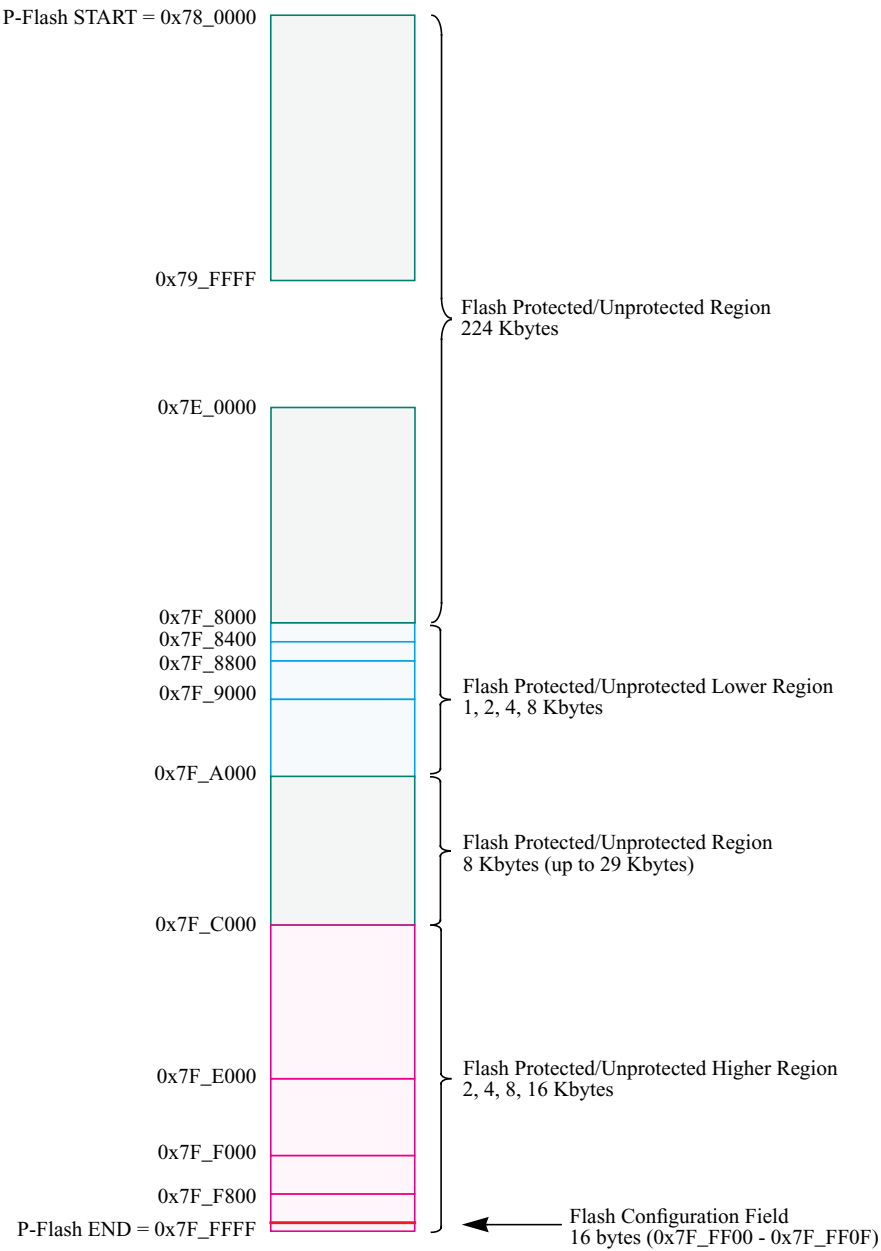 P-Flash START = 0x78_0000
0x79_FFFF
Flash Protected/Unprotected Region
224 Kbytes
0x7E_0000
0x7F_8000
0x7F_8400
0x7F_8800
0x7F_9000
Flash Protected/Unprotected Lower Region
1, 2, 4, 8 Kbytes
0x7F_A000
Flash Protected/Unprotected Region
8 Kbytes (up to 29 Kbytes)
0x7F_C000
0x7F_E000
Flash Protected/Unprotected Higher Region
2, 4, 8, 16 Kbytes
0x7F_F000
0x7F_F800
P-Flash END = 0x7F_FFFF
Flash Configuration Field
16 bytes (0x7F_FF00 - 0x7F_FF0F)